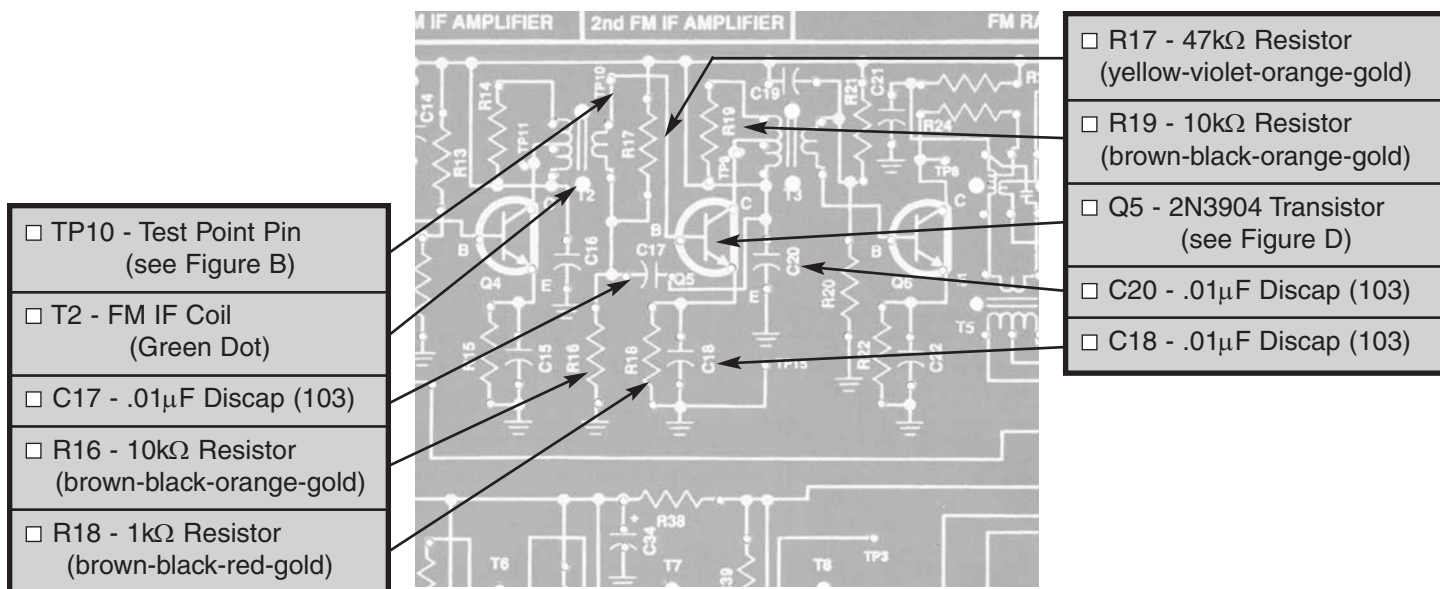 M IF AMPLIFIER
2nd FM IF AMPLIFIER
FM RA
□ R17 - 47kΩ Resistor
(yellow-violet-orange-gold)
□ R19 - 10kΩ Resistor
(brown-black-orange-gold)
□ Q5 - 2N3904 Transistor
(see Figure D)
□ C20 - .01µF Discap (103)
□ C18 - .01µF Discap (103)
□ TP10 - Test Point Pin
(see Figure B)
□ T2 - FM IF Coil
(Green Dot)
□ C17 - .01µF Discap (103)
□ R16 - 10kΩ Resistor
(brown-black-orange-gold)
□ R18 - 1kΩ Resistor
(brown-black-red-gold)
C14
R13
R14
TP11
T2
TP10
R17
R19
C19
TP9
T3
R21
C21
R24
TP8
C
B
Q4
E
C16
C17
B
C
Q5
E
C20
R20
B
C
Q6
T5
R15
C15
R16
R18
C18
TP15
R22
C22
R38
C34
+
T6
T7
R39
T8
TP3